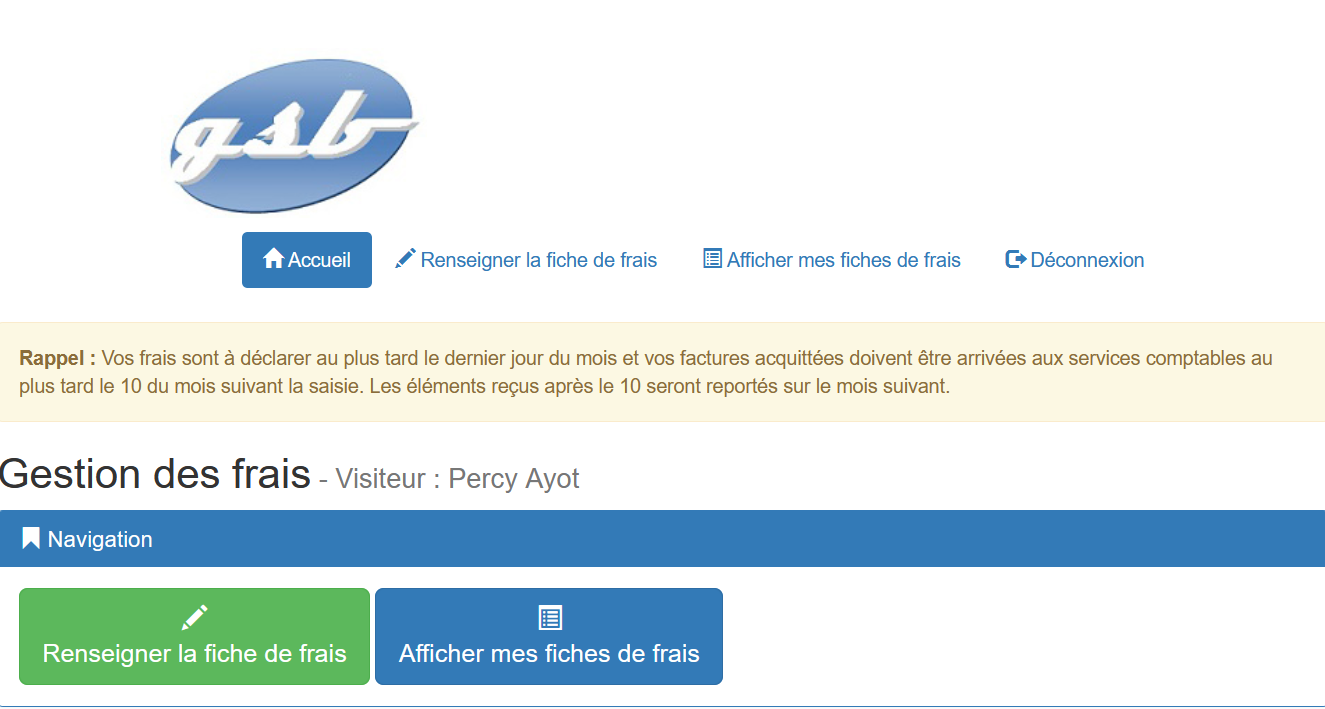 gsb
Accueil
Renseigner la fiche de frais
Afficher mes fiches de frais
Déconnexion
Rappel : Vos frais sont à déclarer au plus tard le dernier jour du mois et vos factures acquittées doivent être arrivées aux services comptables au
plus tard le 10 du mois suivant la saisie. Les éléments reçus après le 10 seront reportés sur le mois suivant.
Gestion des frais - Visiteur : Percy Ayot
Navigation
Renseigner la fiche de frais
Afficher mes fiches de frais